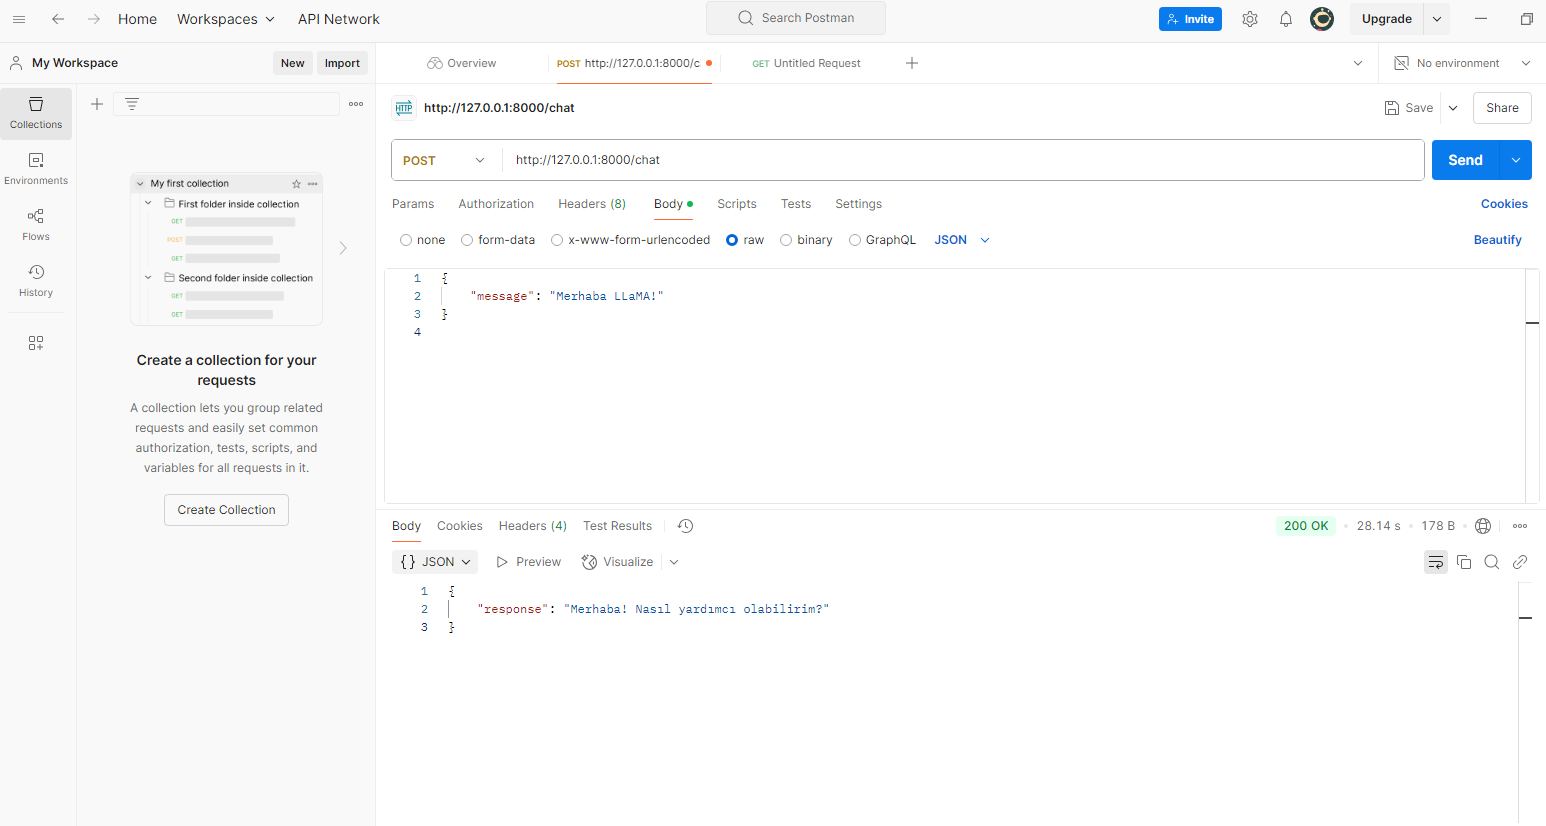 Home
Workspaces
API Network
Search Postman
Invite
Upgrade
My Workspace
New
Import
Overview
POST http://127.0.0.1:8000/c
GET Untitled Request
No environment
Collections
Environments
Flows
History
My first collection
First folder inside collection
GET
POST
GET
Second folder inside collection
GET
GET
Create a collection for your
requests
A collection lets you group related
requests and easily set common
authorization, tests, scripts, and
variables for all requests in it.
Create Collection
HTTP http://127.0.0.1:8000/chat
Save
Share
POST
http://127.0.0.1:8000/chat
Send
Params
Authorization
Headers (8)
Body
Scripts
Tests
Settings
Cookies
none
form-data
x-www-form-urlencoded
raw
binary
GraphQL
JSON
Beautify
1 {
2 "message": "Merhaba LLaMA!"
3 }
4
Body
Cookies
Headers (4)
Test Results
200 OK
28.14 s
178 B
{} JSON
Preview
Visualize
1 {
2 "response": "Merhaba! Nasıl yardımcı olabilirim?"
3 }